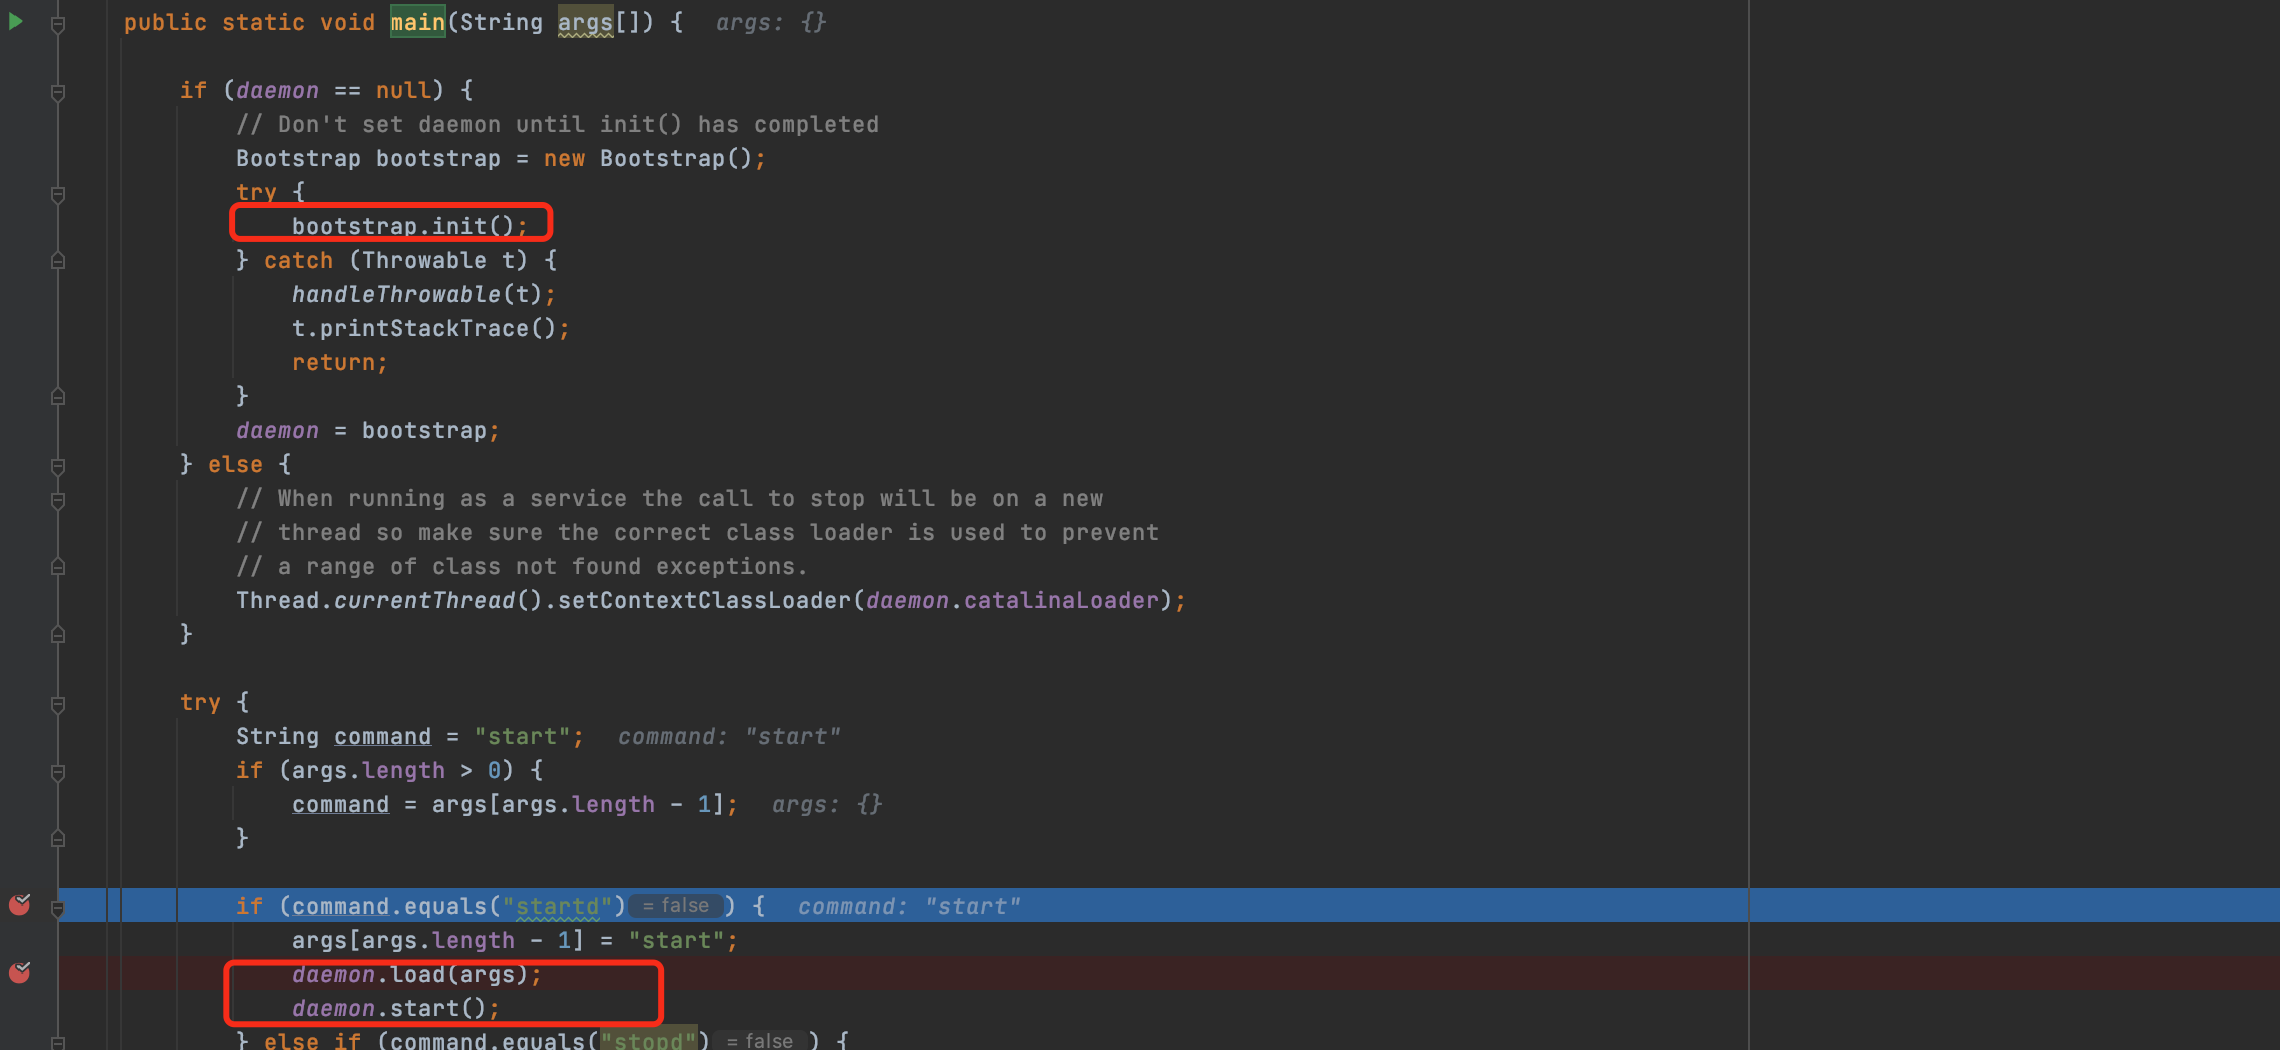 public static void main(String args[]) {  args: {}
if (daemon == null) {
// Don't set daemon until init() has completed
Bootstrap bootstrap = new Bootstrap();
try {
bootstrap.init();
} catch (Throwable t) {
handleThrowable(t);
t.printStackTrace();
return;
}
daemon = bootstrap;
} else {
// When running as a service the call to stop will be on a new
// thread so make sure the correct class loader is used to prevent
// a range of class not found exceptions.
Thread.currentThread().setContextClassLoader(daemon.catalinaLoader);
}
try {
String command = "start";  command: "start"
if (args.length > 0) {
command = args[args.length - 1];  args: {}
}
if (command.equals("startd") = false ) {  command: "start"
args[args.length - 1] = "start";
daemon.load(args);
daemon.start();
} else if (command.equals("stopd") = false ) {